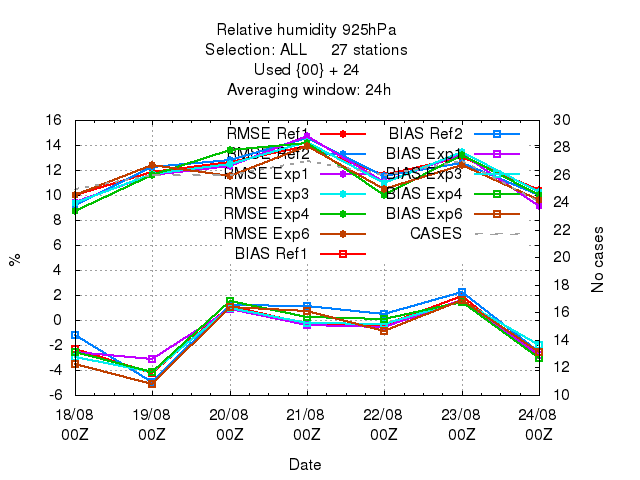 Relative humidity 925hPa
Selection: ALL 27 stations
Used {00} + 24
Averaging window: 24h
16 30
14 28
12 26
10 24
8 22
6 20
4 18
2 16
0 14
-2 12
-4 10
-6
%
No cases
RMSE Ref1
RMSE Ref2
RMSE Exp1
RMSE Exp3
RMSE Exp4
RMSE Exp6
BIAS Ref1
BIAS Ref2
BIAS Exp1
BIAS Exp3
BIAS Exp4
BIAS Exp6
CASES
18/08 19/08 20/08 21/08 22/08 23/08 24/08
00Z 00Z 00Z 00Z 00Z 00Z 00Z
Date